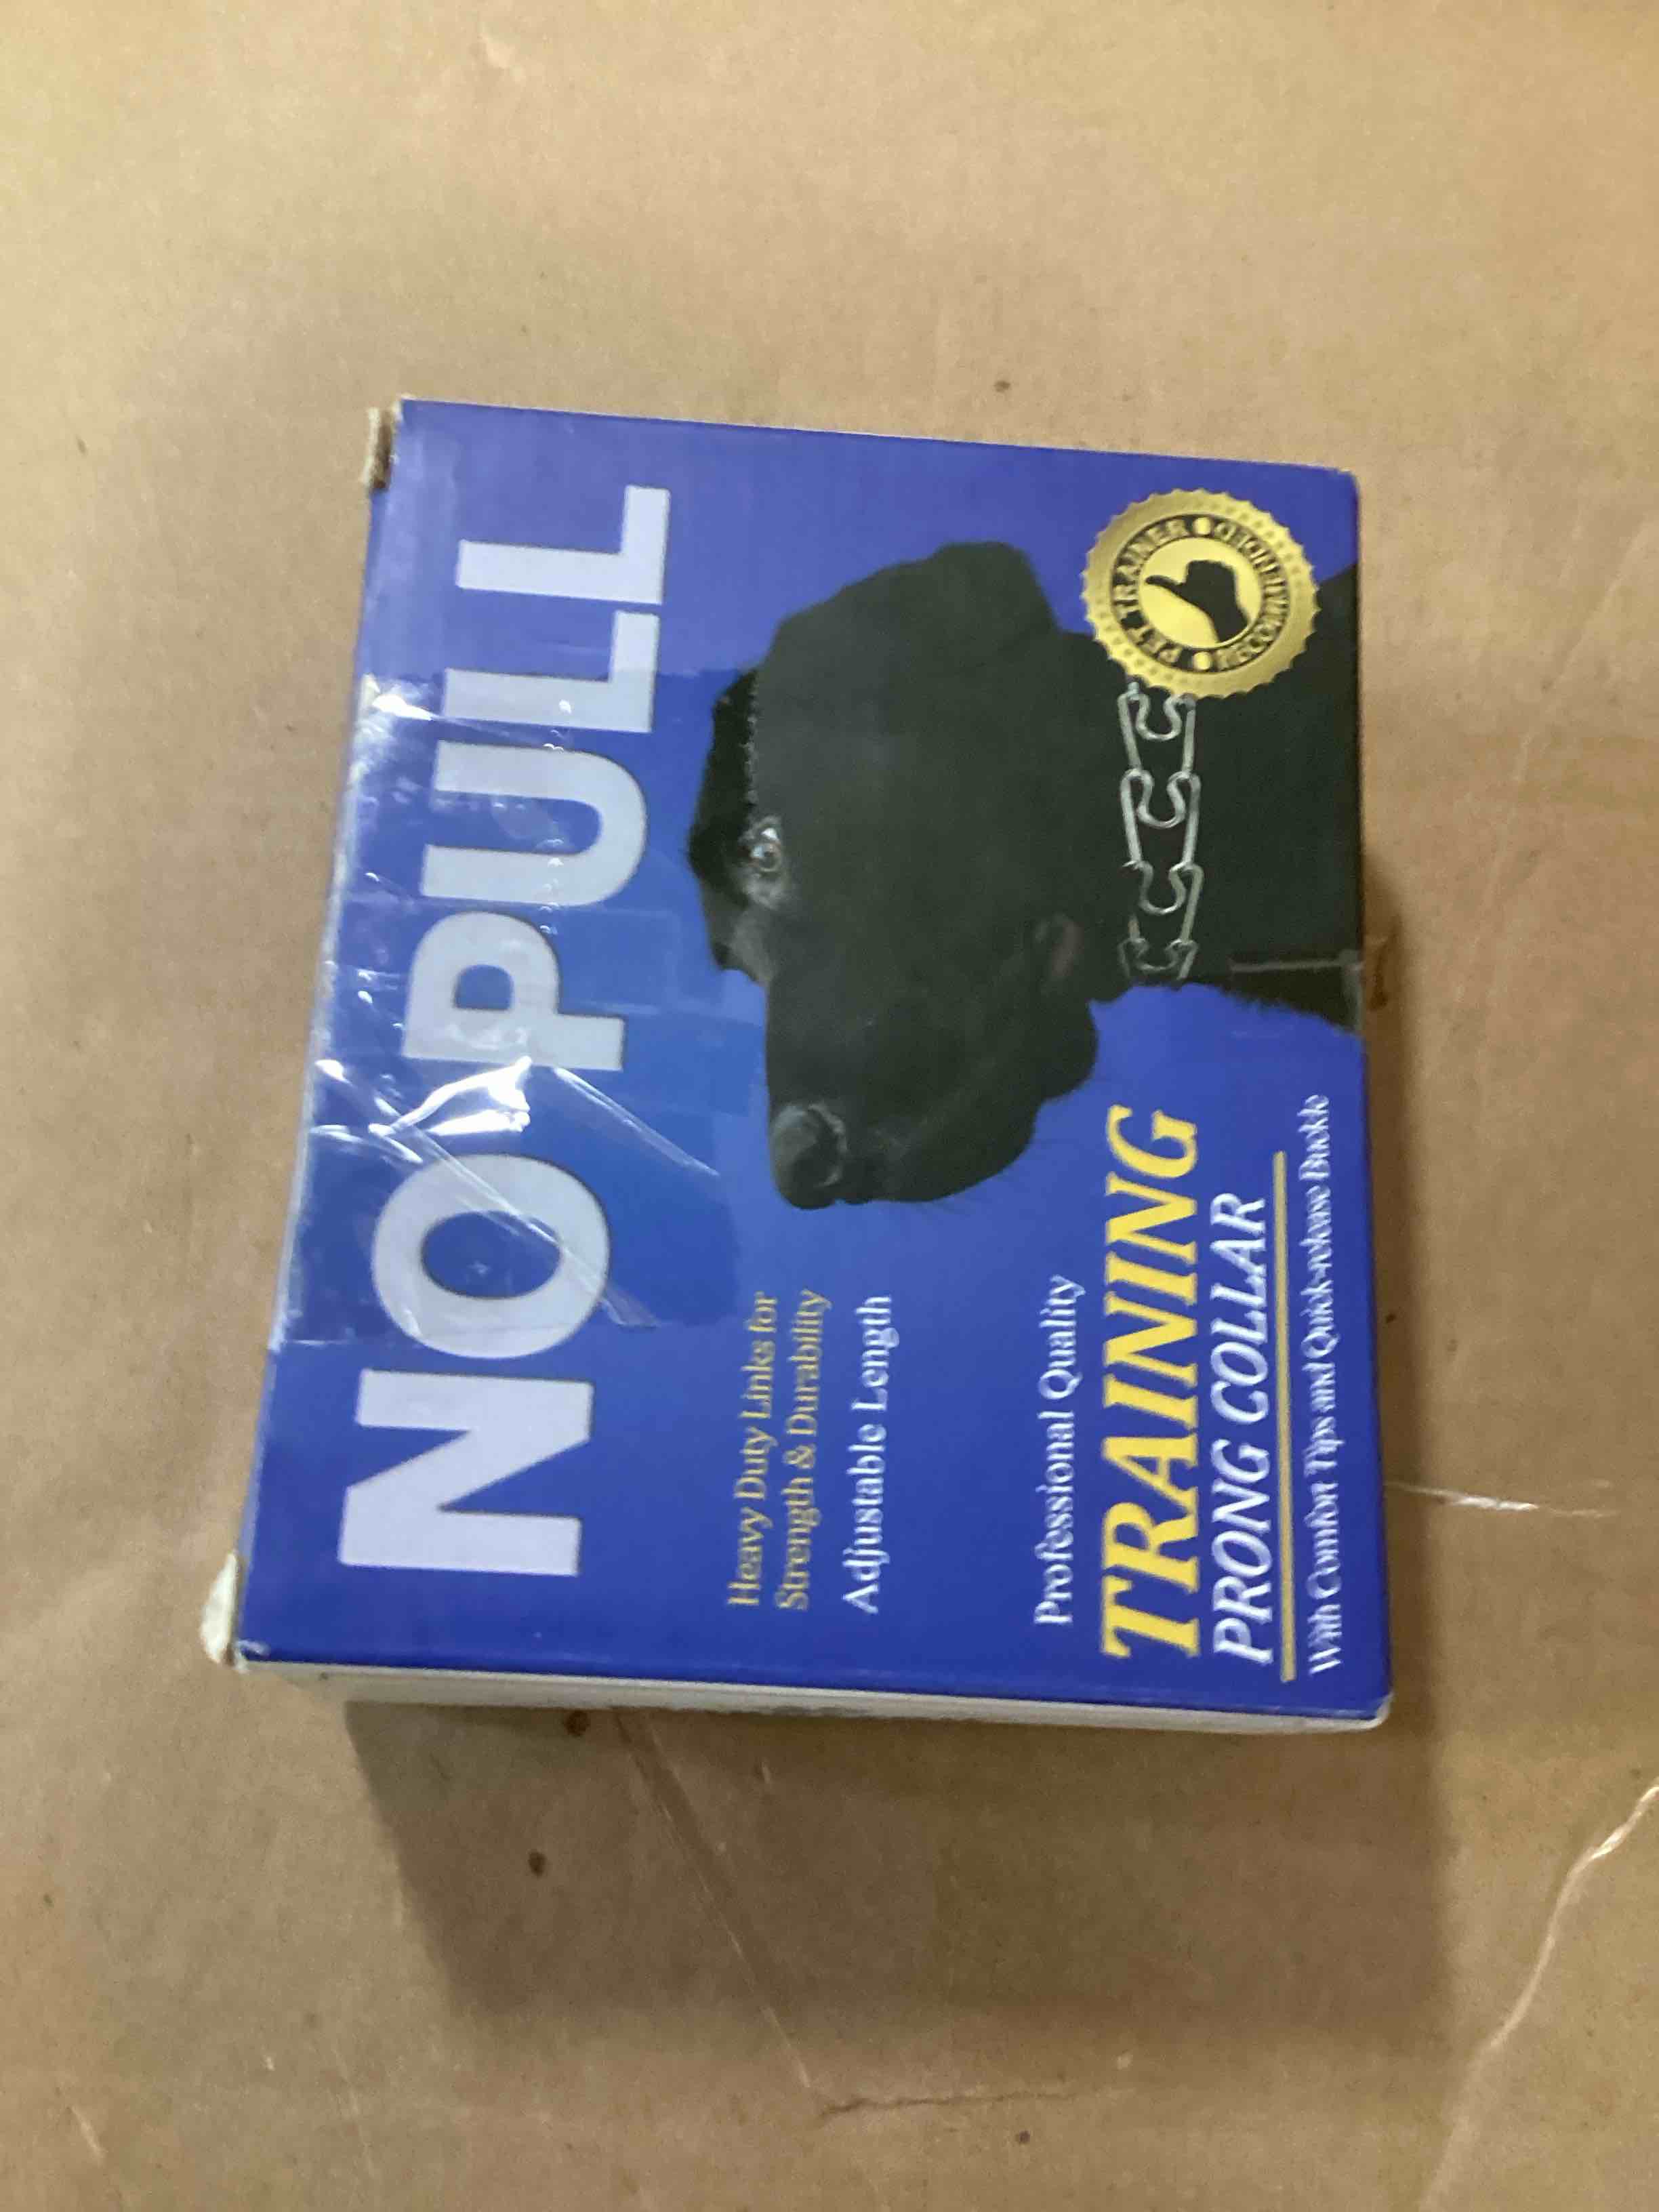 NO PULL
Heavy Duty Links for
Strength & Durability
Adjustable Length
PET TRAINER
RECOMMENDED
Professional Quality
TRAINING
PRONG COLLAR
With Comfort Tips and Quick-release Buckle